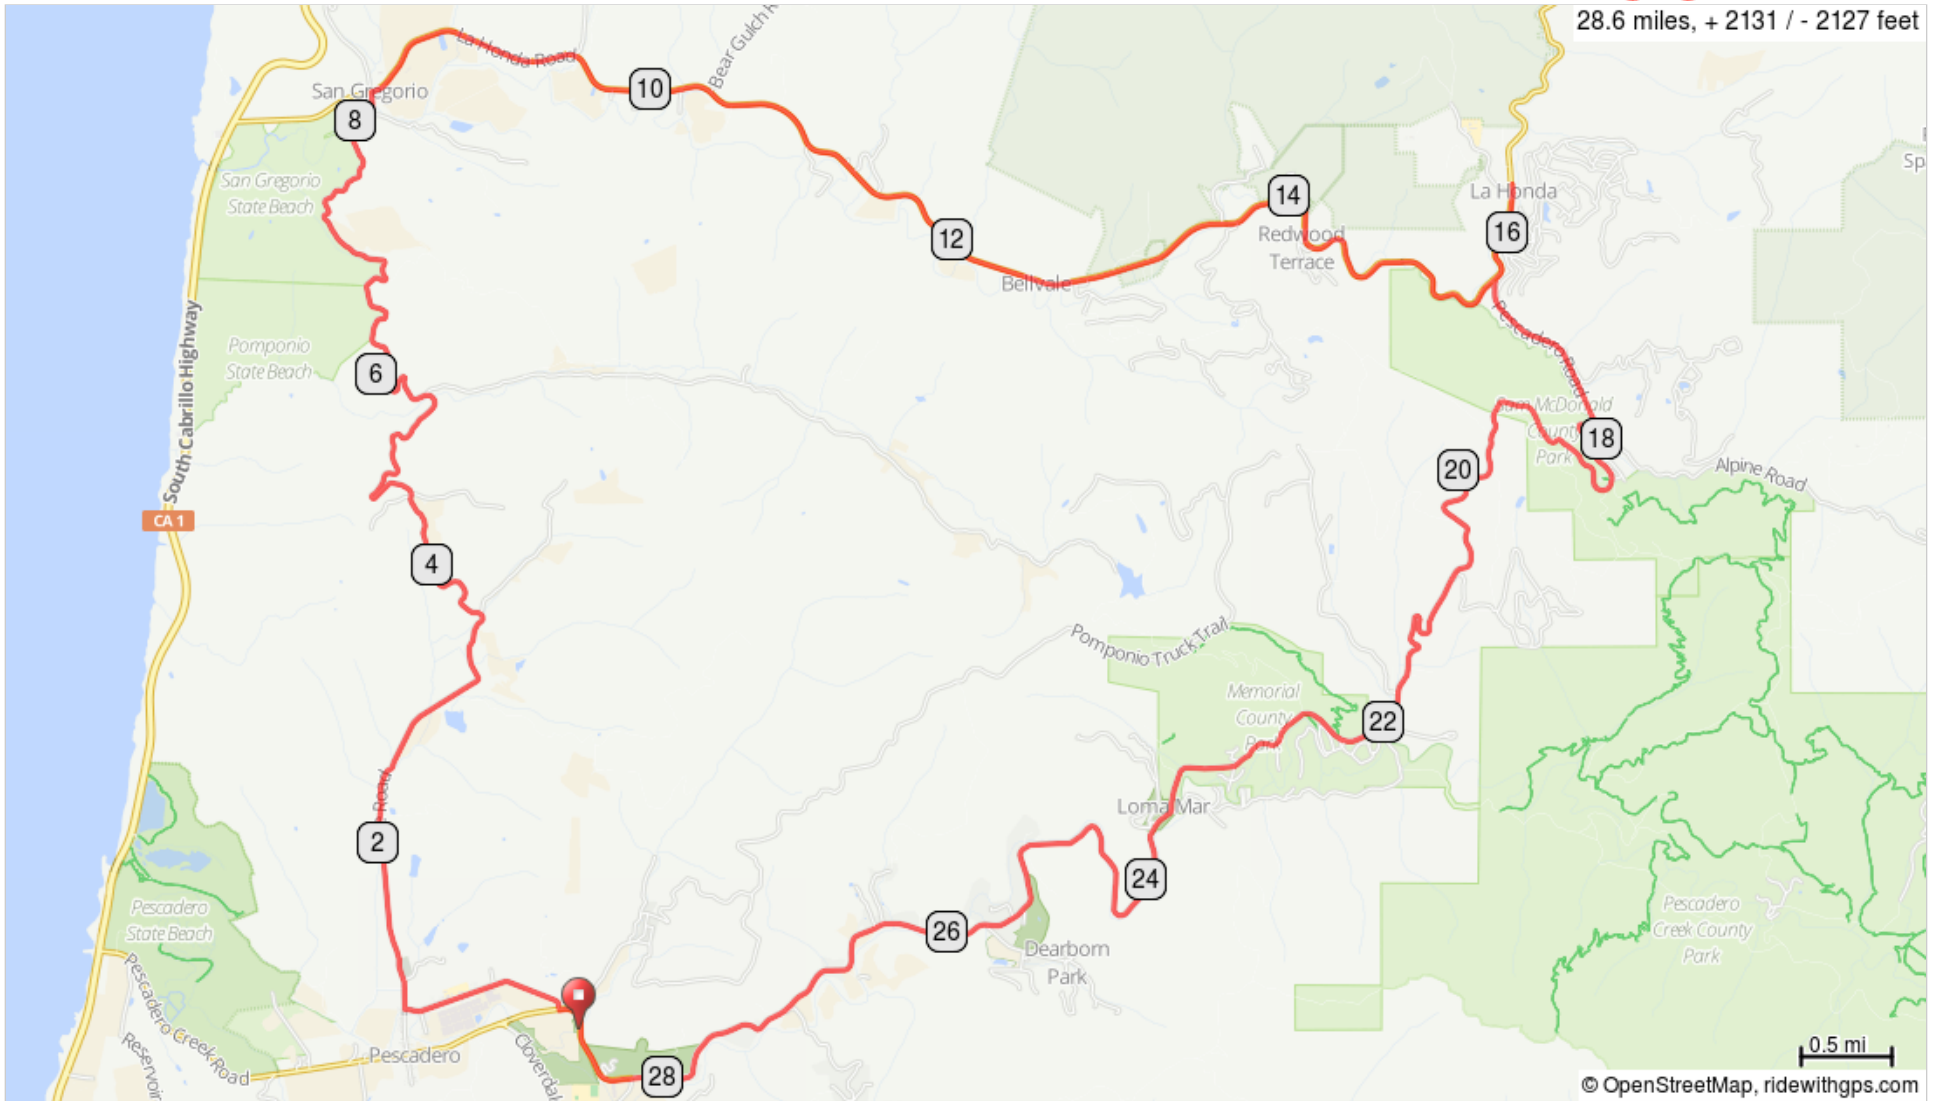 28.6 miles, + 2131 / - 2127 feet
La Honda Road
Bear Gulch R
San Gregorio
10
8
Sp
San Gregorio
State Beach
14
La Honda
16
12
Redwood
Terrace
Bellvale
South Cabrillo Highway
Pescadero Road
Pomponio
State Beach
6
Sam McDonald
County
Park
18
20
Alpine Road
CA 1
4
Pomponio Truck Trail
Memorial
County
Park
22
Road
Loma Mar
2
24
Pescadero
State Beach
Pescadero
Creek County
Park
26
Dearborn
Park
Pescadero Creek Road
Reservoir
Pescadero
Cloverdal
28
0.5 mi
© OpenStreetMap, ridewithgps.com